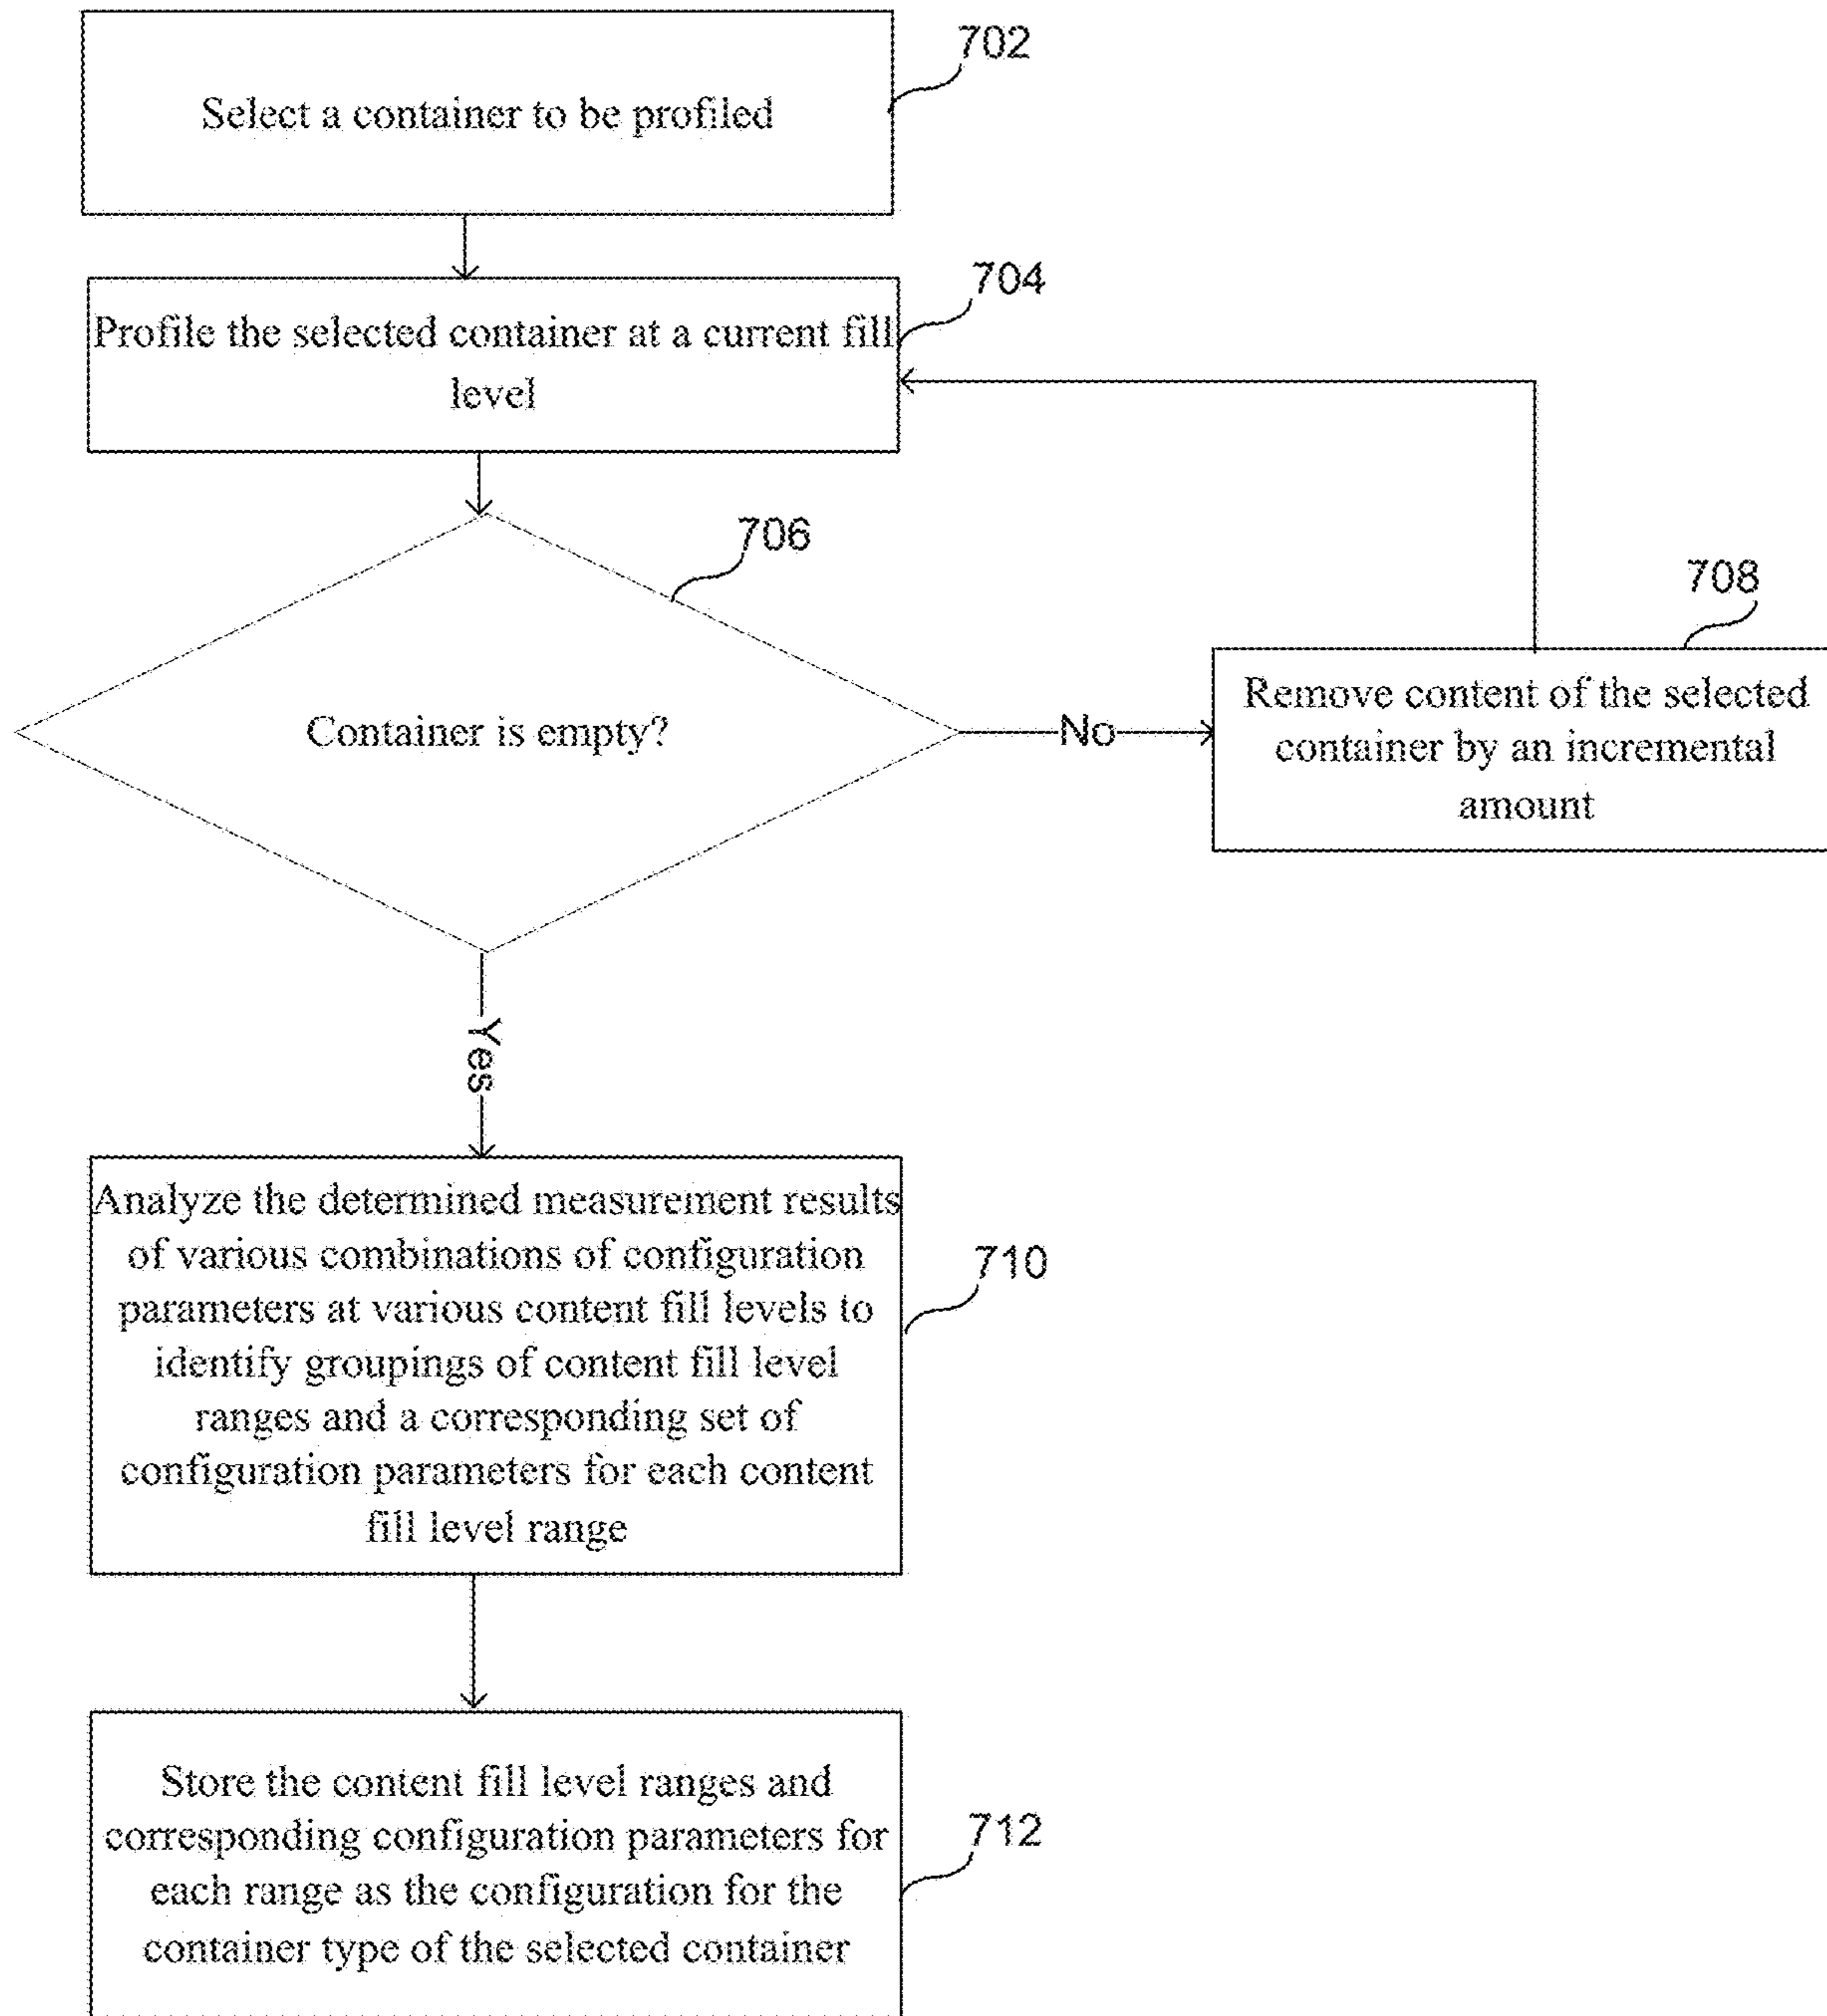 702
Select a container to be profiled
704
Profile the selected container at a current fill
level
706
Container is empty?
No
708
Remove content of the selected
container by an incremental
amount
Yes
Analyze the determined measurement results
of various combinations of configuration
parameters at various content fill levels to
identify groupings of content fill level
ranges and a corresponding set of
configuration parameters for each content
fill level range
710
Store the content fill level ranges and
corresponding configuration parameters for
each range as the configuration for the
container type of the selected container
712